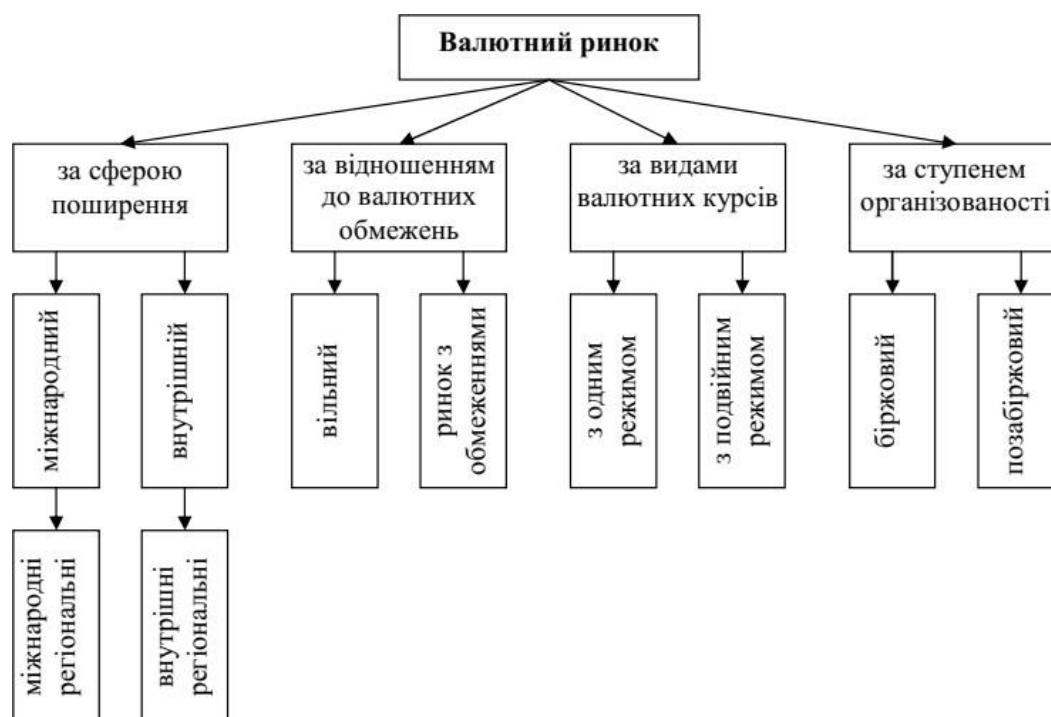 Валютний ринок
за сферою
поширення
за відношенням
до валютних
обмежень
за видами
валютних курсів
за ступенем
організованості
міжнародний
внутрішній
вільний
ринок з
обмеженнями
з одним
режимом
з подвійним
режимом
біржовий
позабіржовий
міжнародні
регіональні
внутрішні
регіональні